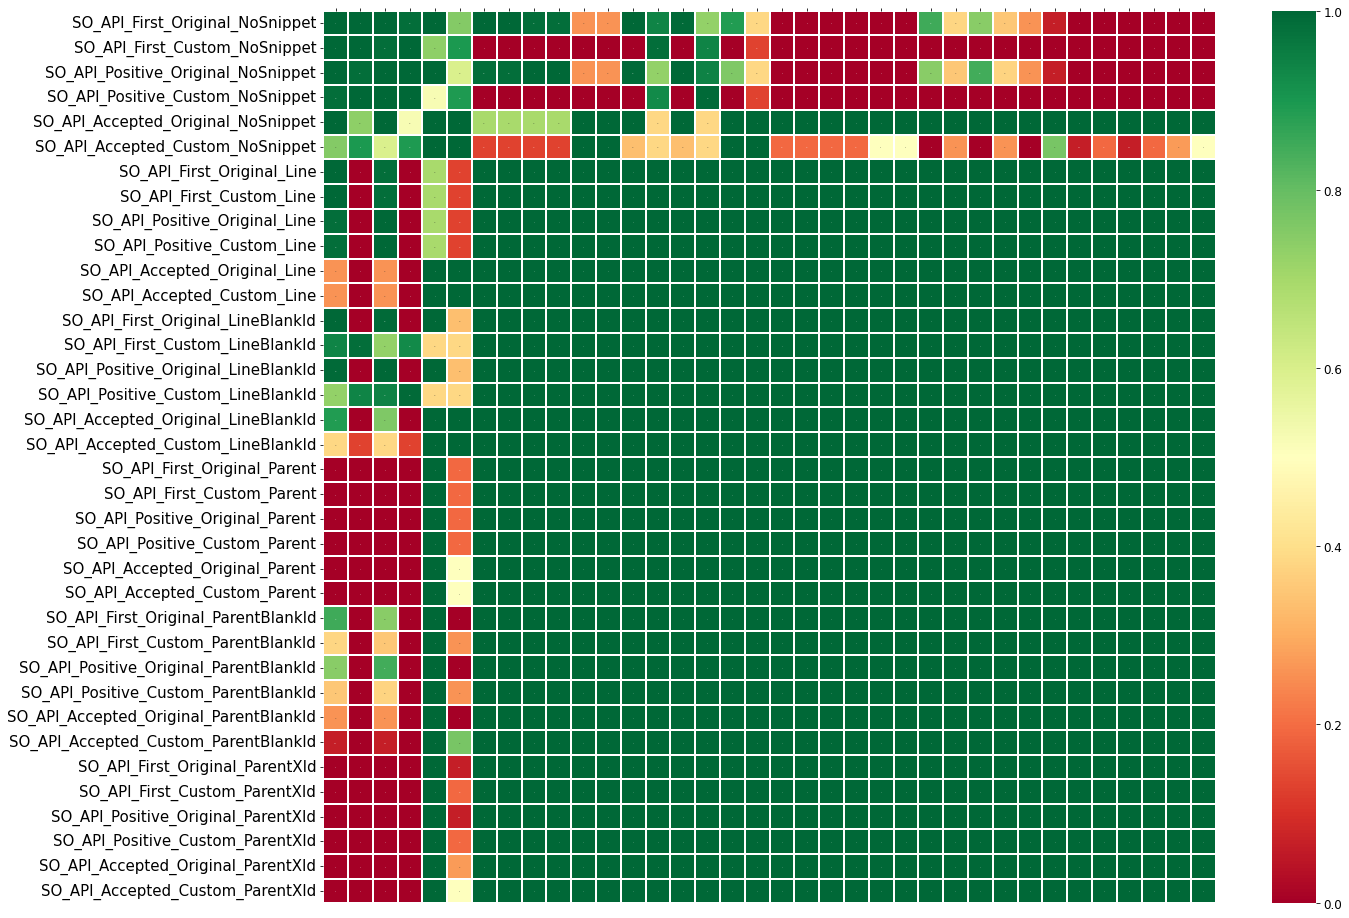 SO_API_First_Original_NoSnippet
SO_API_First_Custom_NoSnippet
SO_API_Positive_Original_NoSnippet
SO_API_Positive_Custom_NoSnippet
SO_API_Accepted_Original_NoSnippet
SO_API_Accepted_Custom_NoSnippet
SO_API_First_Original_Line
SO_API_First_Custom_Line
SO_API_Positive_Original_Line
SO_API_Positive_Custom_Line
SO_API_Accepted_Original_Line
SO_API_Accepted_Custom_Line
SO_API_First_Original_LineBlankId
SO_API_First_Custom_LineBlankId
SO_API_Positive_Original_LineBlankId
SO_API_Positive_Custom_LineBlankId
SO_API_Accepted_Original_LineBlankId
SO_API_Accepted_Custom_LineBlankId
SO_API_First_Original_Parent
SO_API_First_Custom_Parent
SO_API_Positive_Original_Parent
SO_API_Positive_Custom_Parent
SO_API_Accepted_Original_Parent
SO_API_Accepted_Custom_Parent
SO_API_First_Original_ParentBlankId
SO_API_First_Custom_ParentBlankId
SO_API_Positive_Original_ParentBlankId
SO_API_Positive_Custom_ParentBlankId
SO_API_Accepted_Original_ParentBlankId
SO_API_Accepted_Custom_ParentBlankId
SO_API_First_Original_ParentXId
SO_API_First_Custom_ParentXId
SO_API_Positive_Original_ParentXId
SO_API_Positive_Custom_ParentXId
SO_API_Accepted_Original_ParentXId
SO_API_Accepted_Custom_ParentXId
1.0
0.8
0.6
0.4
0.2
0.0